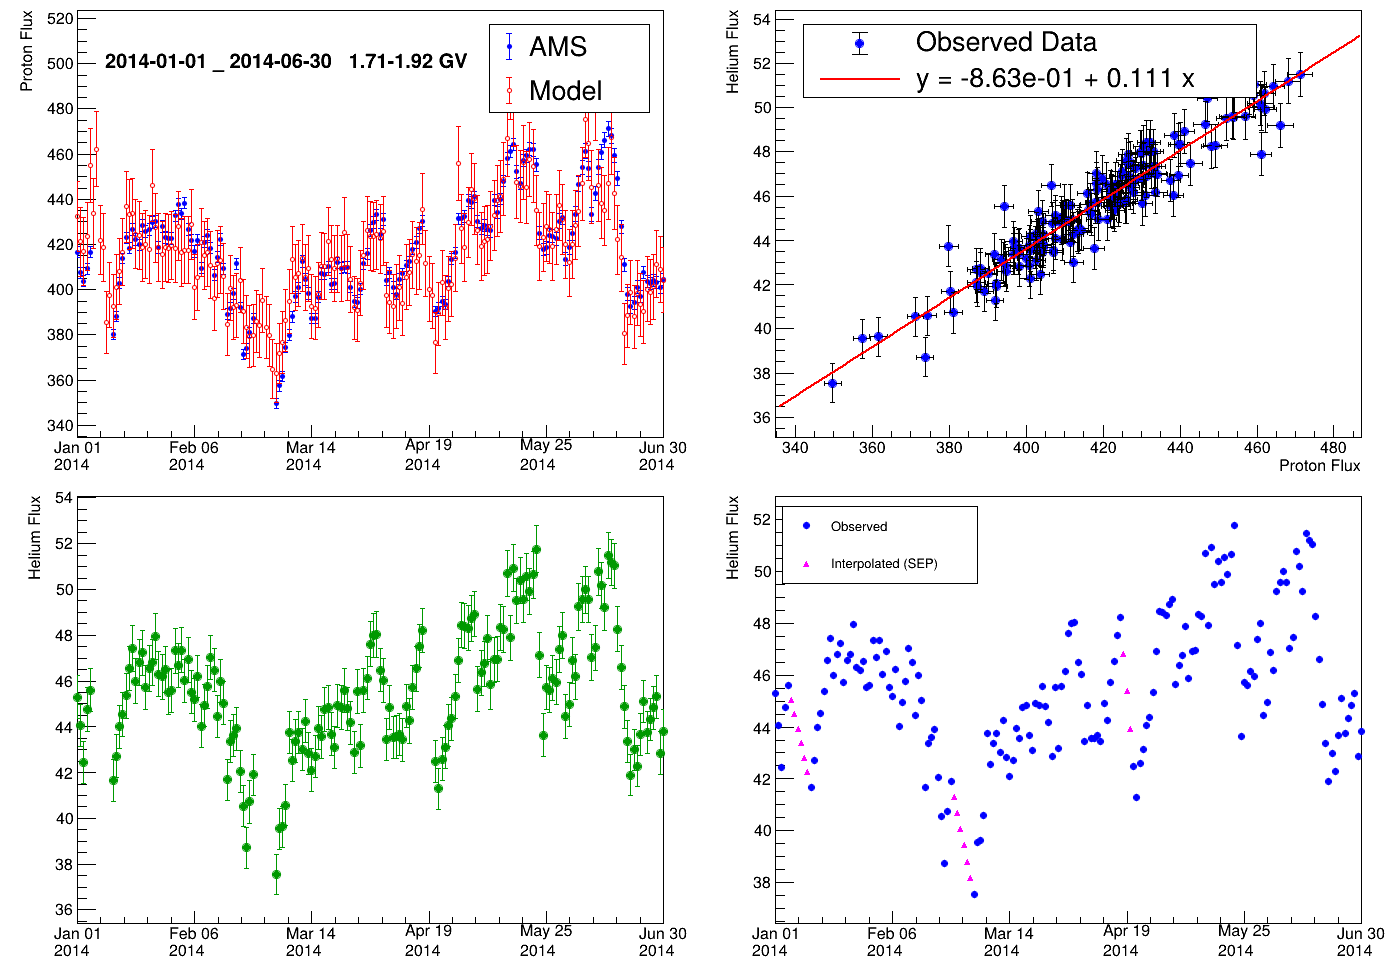 Proton Flux
520
500
480
460
440
420
400
380
360
340
2014-01-01 _ 2014-06-30 1.71-1.92 GV
AMS
Model
Jan 01
2014
Feb 06
2014
Mar 14
2014
Apr 19
2014
May 25
2014
Jun 30
2014
Helium Flux
54
52
50
48
46
44
42
40
38
36
Observed Data
y = -8.63e-01 + 0.111 x
340
360
380
400
420
440
460
480
Proton Flux
Helium Flux
54
52
50
48
46
44
42
40
38
36
Jan 01
2014
Feb 06
2014
Mar 14
2014
Apr 19
2014
May 25
2014
Jun 30
2014
Helium Flux
52
50
48
46
44
42
40
38
Observed
Interpolated (SEP)
Jan 01
2014
Feb 06
2014
Mar 14
2014
Apr 19
2014
May 25
2014
Jun 30
2014